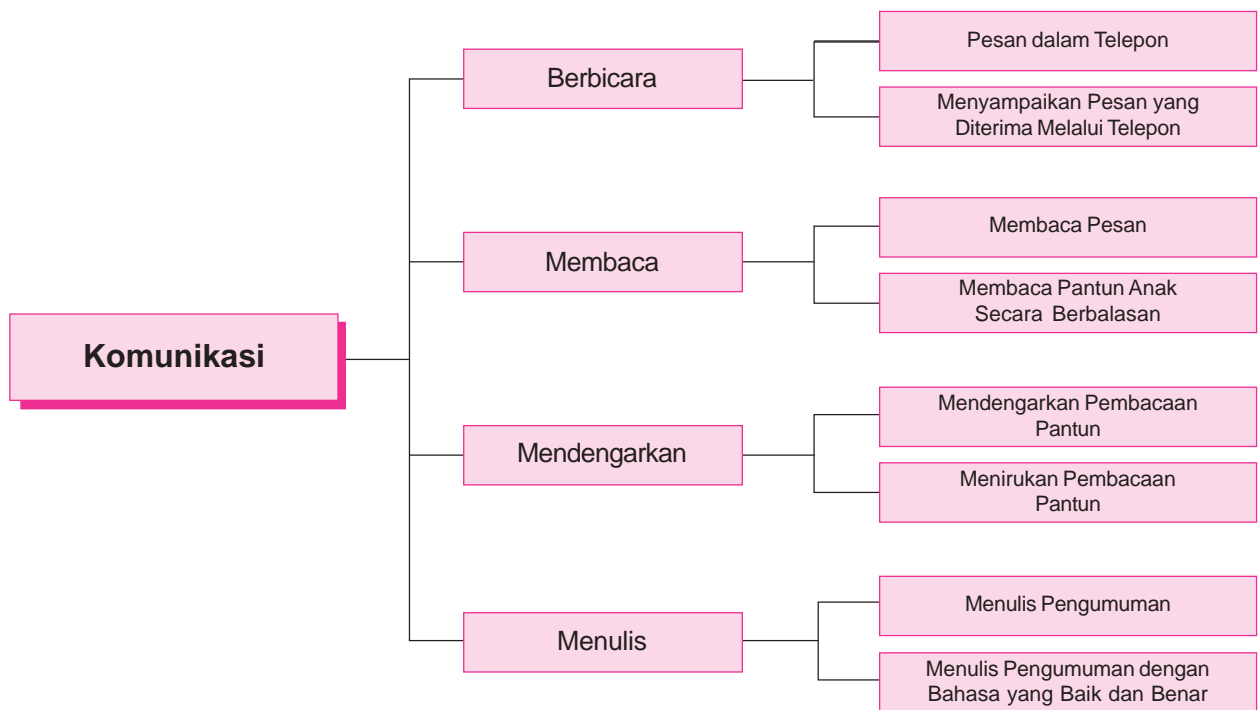 Komunikasi
Berbicara
Pesan dalam Telepon
Menyampaikan Pesan yang
Diterima Melalui Telepon
Membaca
Membaca Pesan
Membaca Pantun Anak
Secara Berbalasan
Mendengarkan
Mendengarkan Pembacaan
Pantun
Menirukan Pembacaan
Pantun
Menulis
Menulis Pengumuman
Menulis Pengumuman dengan
Bahasa yang Baik dan Benar